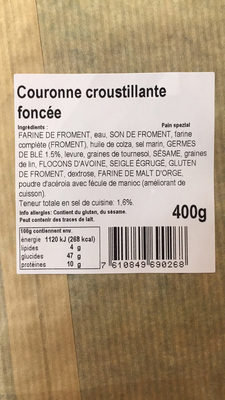 Couronne croustillante
foncée
Ingrédients :
Pain spezial
FARINE DE FROMENT, eau, SON DE FROMENT, farine
complète (FROMENT), huile de colza, sel marin, GERMES
DE BLÉ 1.5%, levure, graines de tournesol, SÉSAME, graines
de lin, FLOCONS D'AVOINE, SEIGLE ÉGRUGÉ, GLUTEN
DE FROMENT, dextrose, FARINE DE MALT D'ORGE,
poudre d'acérola avec fécule de manioc (améliorant de
cuisson).
Teneur totale en sel de cuisine: 1,6%.
Info allergies: Contient du gluten, du sesame.
Peut contenir des traces de lait.
400g
100g contiennent env.
énergie 1120 kJ (268 kcal)
lipides 4 g
glucides 47 g
protéines 10 g
7 610849 690268